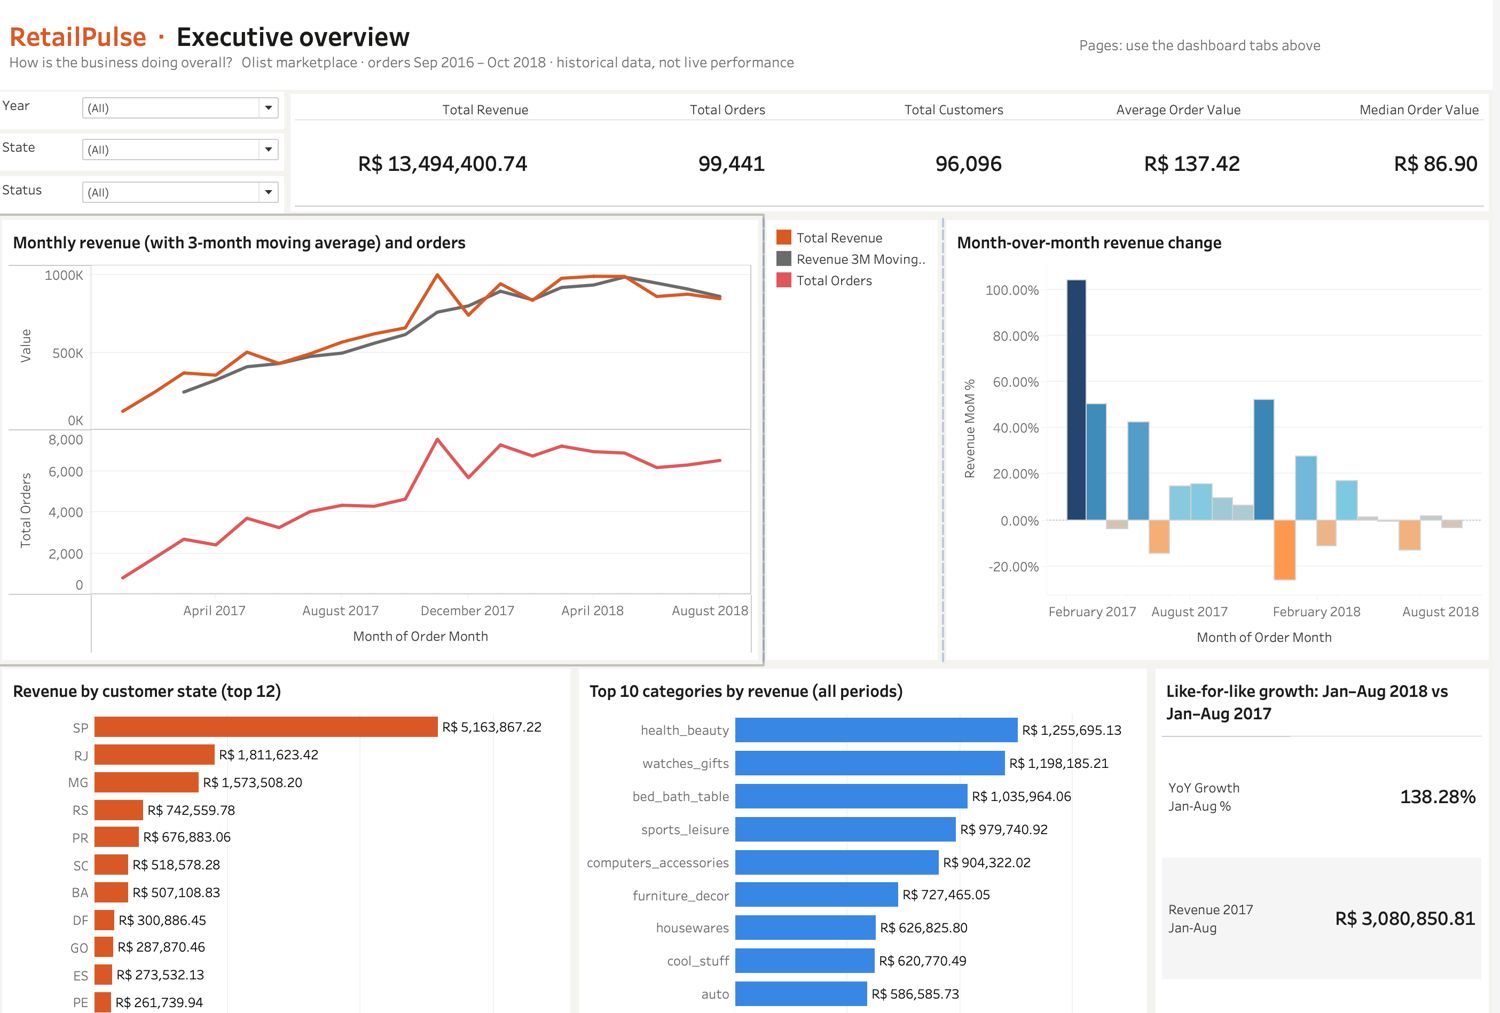 RetailPulse · Executive overview
How is the business doing overall? Olist marketplace · orders Sep 2016 – Oct 2018 · historical data, not live performance
Pages: use the dashboard tabs above
Year (All)
State (All)
Status (All)
Total Revenue Total Orders Total Customers Average Order Value Median Order Value
R$ 13,494,400.74 99,441 96,096 R$ 137.42 R$ 86.90
Monthly revenue (with 3-month moving average) and orders
1000K
500K
0K
Value
8,000
6,000
4,000
2,000
0
Total Orders
April 2017 August 2017 December 2017 April 2018 August 2018
Month of Order Month
Total Revenue
Revenue 3M Moving..
Total Orders
Month-over-month revenue change
100.00%
80.00%
60.00%
40.00%
20.00%
0.00%
-20.00%
Revenue MoM %
February 2017 August 2017 February 2018 August 2018
Month of Order Month
Revenue by customer state (top 12)
SP R$ 5,163,867.22
RJ R$ 1,811,623.42
MG R$ 1,573,508.20
RS R$ 742,559.78
PR R$ 676,883.06
SC R$ 518,578.28
BA R$ 507,108.83
DF R$ 300,886.45
GO R$ 287,870.46
ES R$ 273,532.13
PE R$ 261,739.94
Top 10 categories by revenue (all periods)
health_beauty R$ 1,255,695.13
watches_gifts R$ 1,198,185.21
bed_bath_table R$ 1,035,964.06
sports_leisure R$ 979,740.92
computers_accessories R$ 904,322.02
furniture_decor R$ 727,465.05
housewares R$ 626,825.80
cool_stuff R$ 620,770.49
auto R$ 586,585.73
Like-for-like growth: Jan–Aug 2018 vs
Jan–Aug 2017
YoY Growth
Jan-Aug %
138.28%
Revenue 2017
Jan-Aug
R$ 3,080,850.81